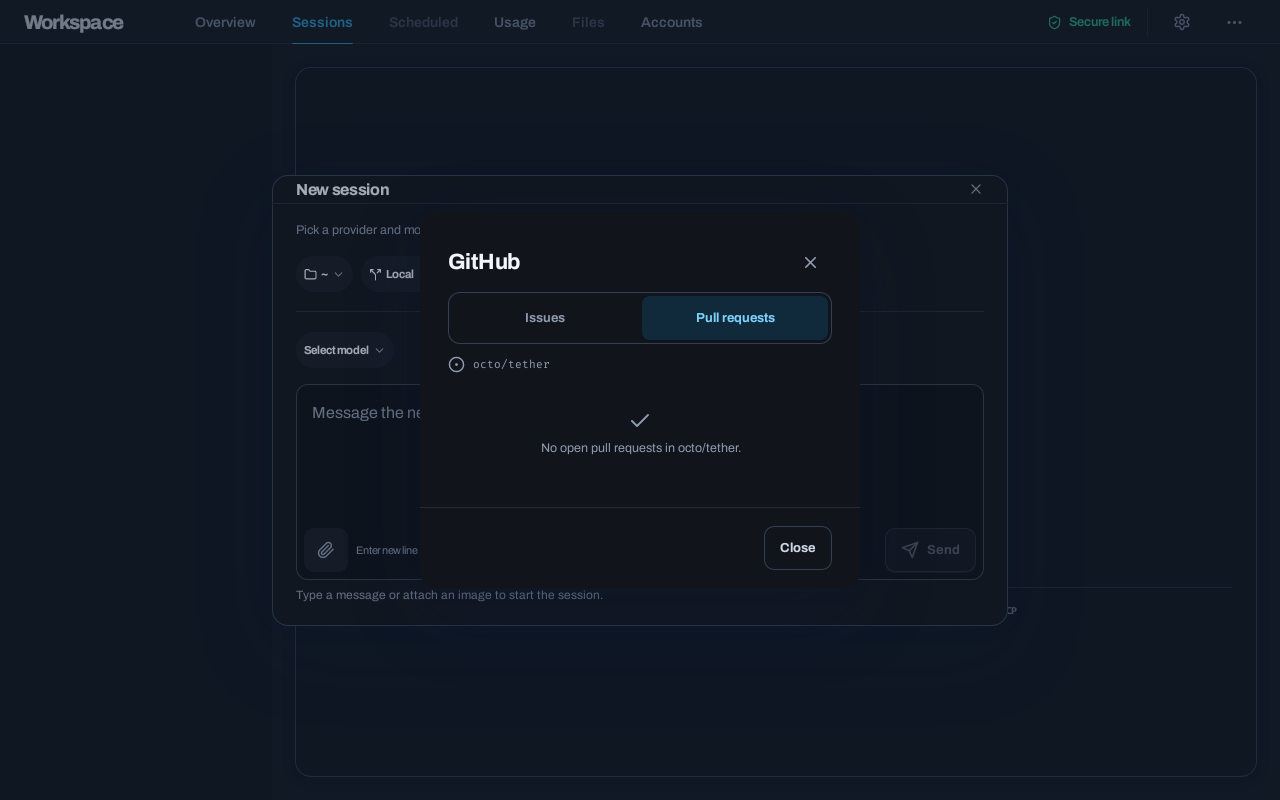 Workspace
Overview
Sessions
Scheduled
Usage
Files
Accounts
Secure link
New session
Pick a provider and
~
Local
Select model
Message the
Enter new line
Send
Type a message or attach an image to start the session.
GitHub
Issues
Pull requests
octo/tether
No open pull requests in octo/tether.
Close